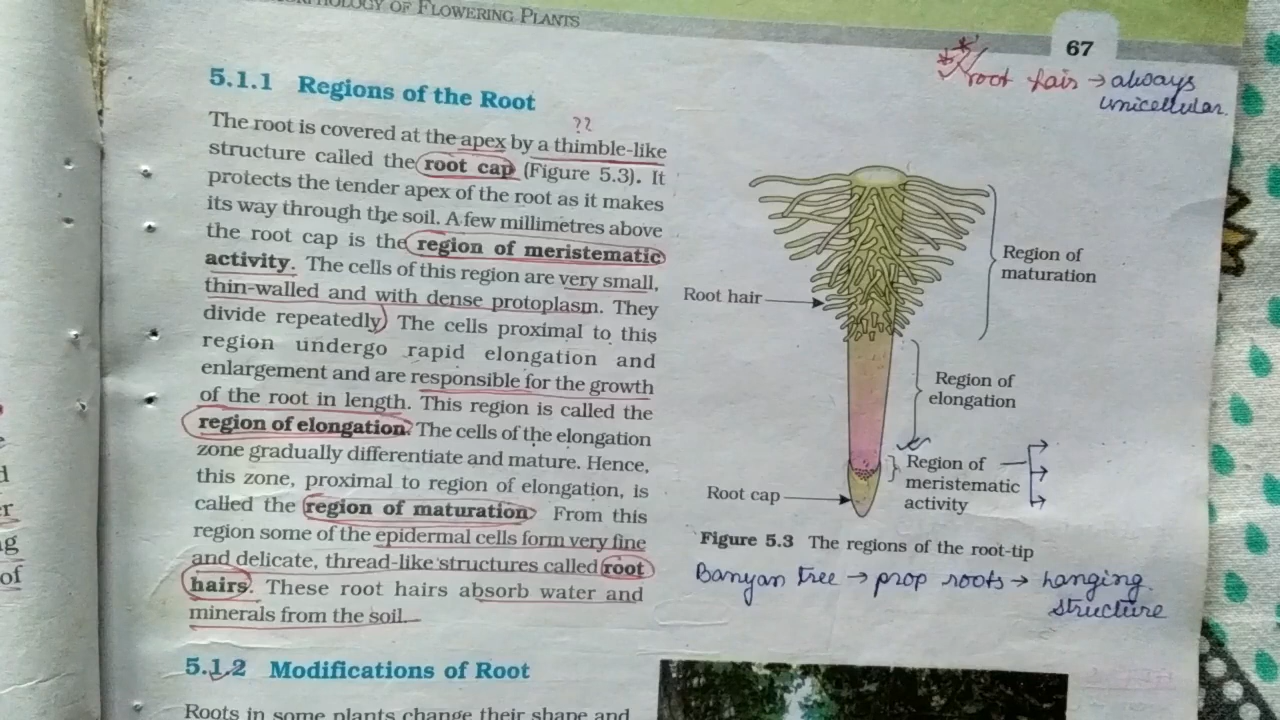 OF FLOWERING PLANTS
67
root hair → always
unicellular.
5.1.1 Regions of the Root
??
The root is covered at the apex by a thimble-like
structure called the root cap (Figure 5.3). It
protects the tender apex of the root as it makes
its way through the soil. A few millimetres above
the root cap is the region of meristematic
activity. The cells of this region are very small,
thin-walled and with dense protoplasm. They
divide repeatedly. The cells proximal to this
region undergo rapid elongation and
enlargement and are responsible for the growth
of the root in length. This region is called the
region of elongation. The cells of the elongation
zone gradually differentiate and mature. Hence,
this zone, proximal to region of elongation, is
called the region of maturation. From this
region some of the epidermal cells form very fine
and delicate, thread-like structures called root
hairs. These root hairs absorb water and
minerals from the soil.
Region of
maturation
Root hair
Region of
elongation
Region of
meristematic
activity
Root cap
Figure 5.3 The regions of the root-tip
Banyan tree → prop roots → hanging
structure
5.1.2 Modifications of Root
Roots in some plants change their shape and
of